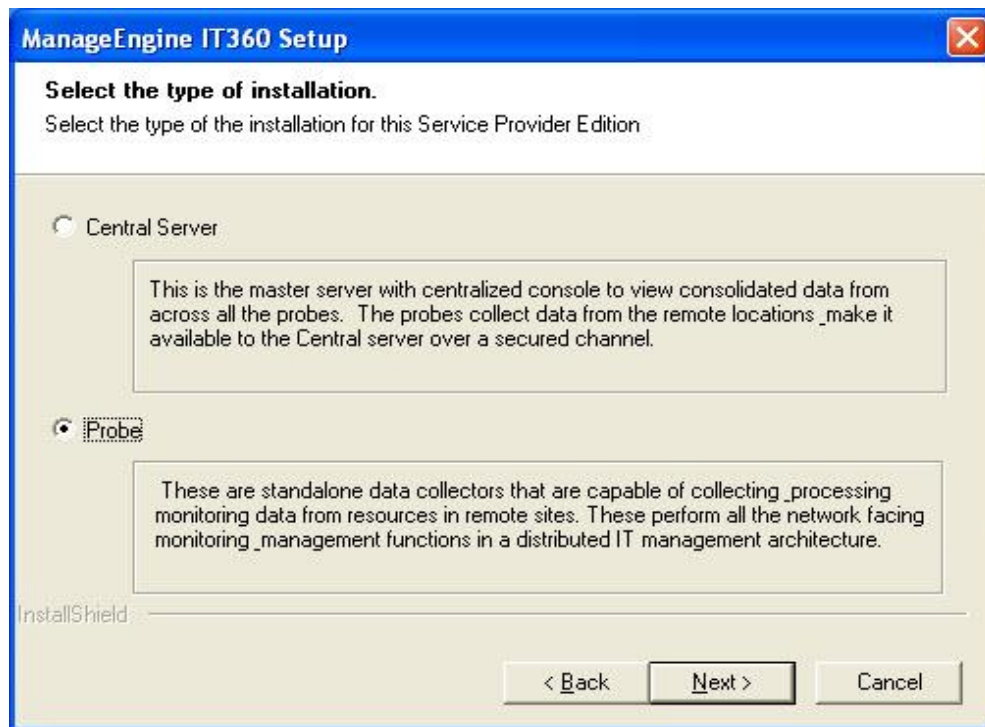 ManageEngine IT360 Setup
Select the type of installation.
Select the type of the installation for this Service Provider Edition
Central Server
This is the master server with centralized console to view consolidated data from
across all the probes. The probes collect data from the remote locations _make it
available to the Central server over a secured channel.
Probe
These are standalone data collectors that are capable of collecting _processing
monitoring data from resources in remote sites. These perform all the network facing
monitoring _management functions in a distributed IT management architecture.
InstallShield
< Back
Next >
Cancel